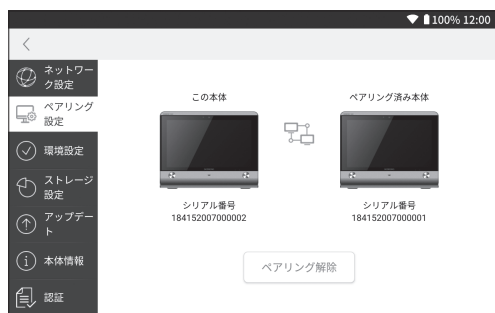 100% 12:00
ネットワー
ク設定
ペアリング
設定
環境設定
ストレージ
設定
アップデー
ト
本体情報
認証
この本体
ペアリング済み本体
シリアル番号
184152007000002
シリアル番号
184152007000001
ペアリング解除